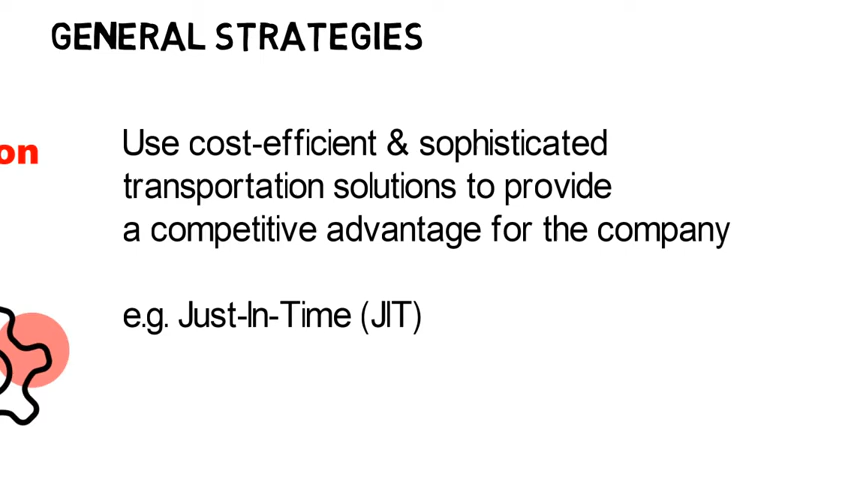 GENERAL STRATEGIES
on
Use cost-efficient & sophisticated
transportation solutions to provide
a competitive advantage for the company
e.g. Just-In-Time (JIT)